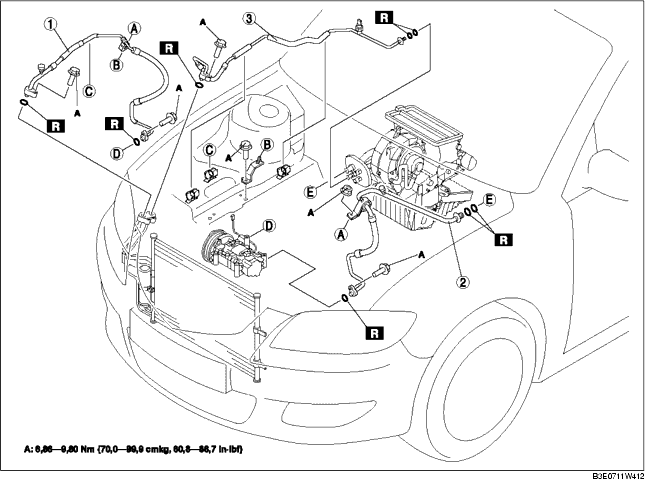 1
A
B
C
A
R
R
D
A
3
A
R
R
A
B
C
D
E
A
A
E
R
2
A
R
A: 6,86—9,80 Nm {70,0—99,9 cmkg, 60,8—86,7 in·lbf}
B3E0711W412